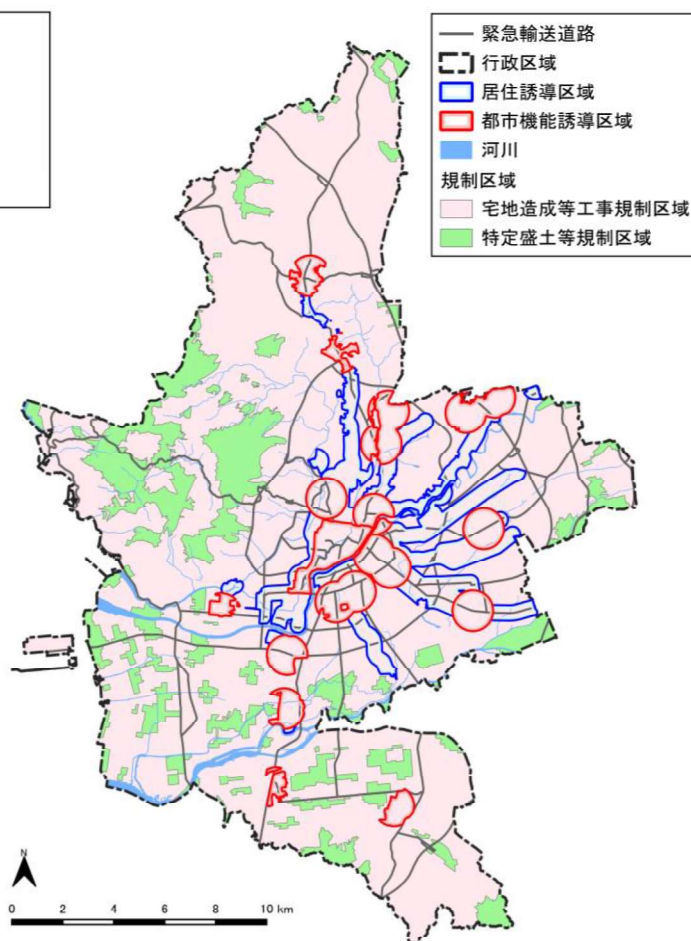 緊急輸送道路
行政区域
居住誘導区域
都市機能誘導区域
河川
規制区域
宅地造成等工事規制区域
特定盛土等規制区域
N
0 2 4 6 8 10 km